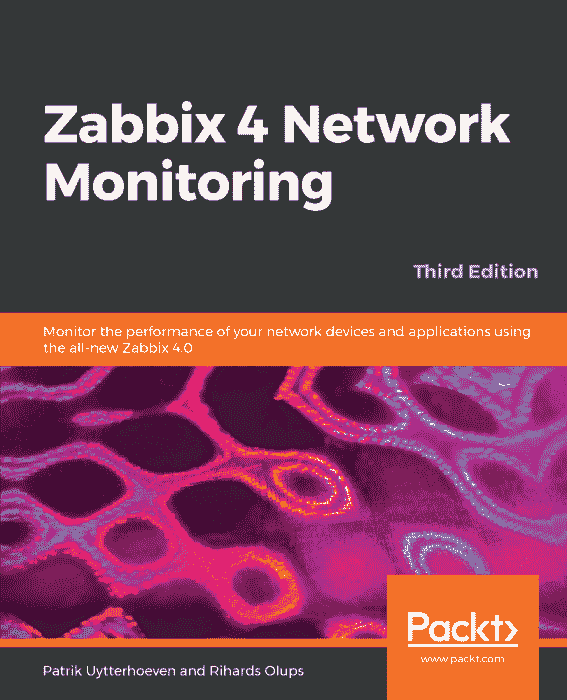 Zabbix 4 Network
Monitoring
Third Edition
Monitor the performance of your network devices and applications using
the all-new Zabbix 4.0
Packt>
www.packt.com
Patrik Uytterhoeven and Rihards Olups